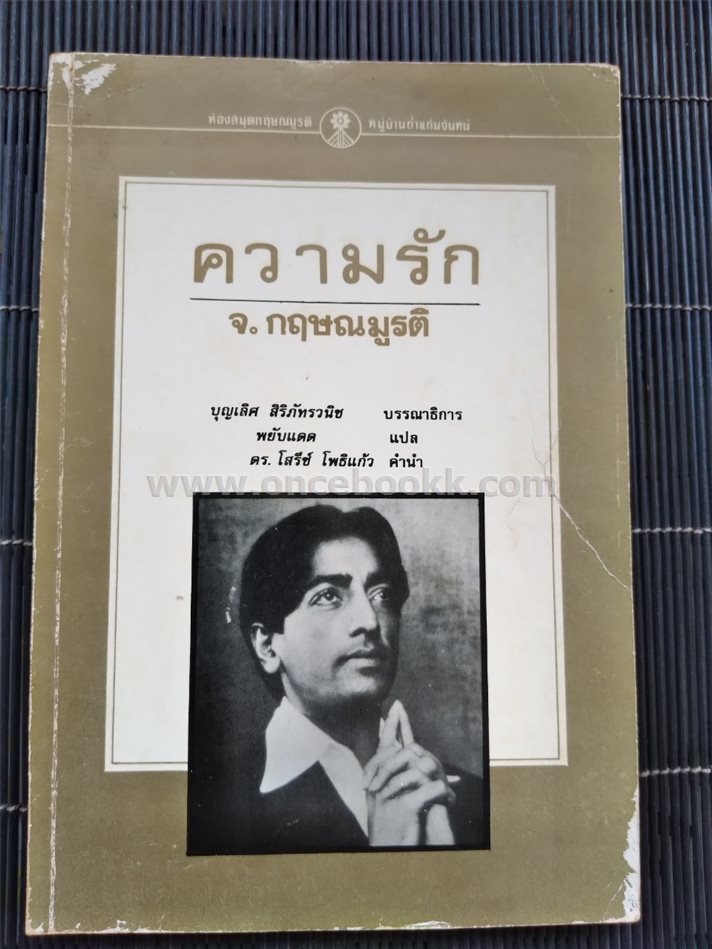 ห้องสมุดกฤษณมูรติ หมู่บ้านถ้ำแก่นจันทน์
ความรัก
จ. กฤษณมูรติ
บุญเลิศ สิริภัทรวนิช บรรณาธิการ
พยับแดด แปล
ดร. โสรีช์ โพธิแก้ว คำนำ
www.oncebookk.com